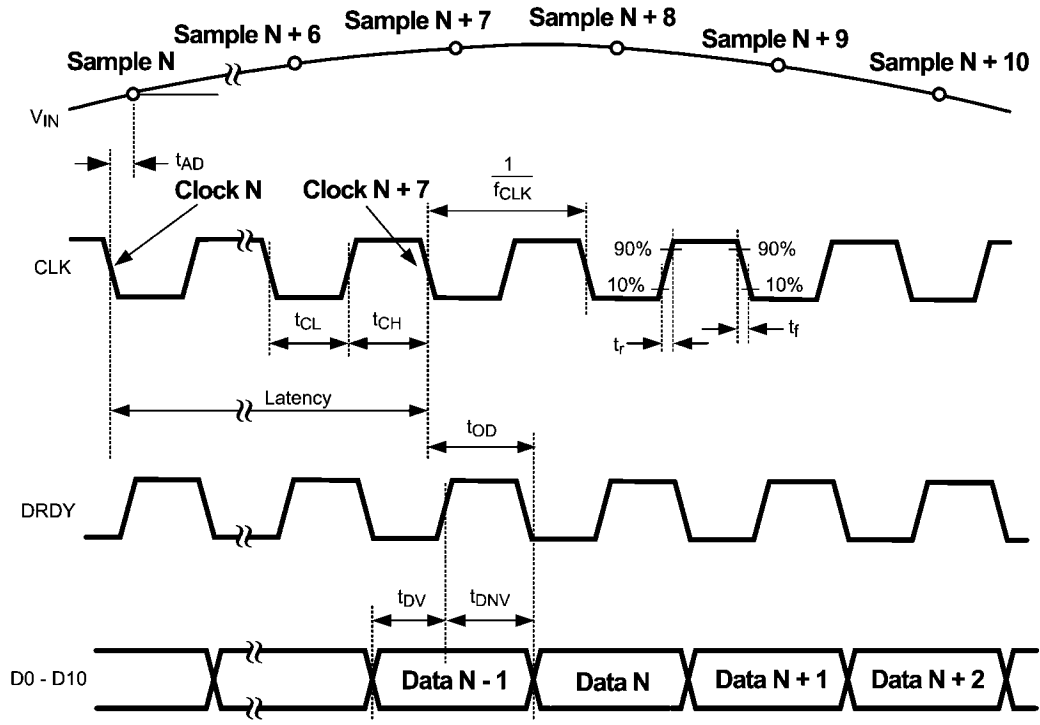 Sample N
Sample N + 6
Sample N + 7
Sample N + 8
Sample N + 9
Sample N + 10
VIN
tAD
Clock N
Clock N + 7
1
fCLK
CLK
90%
90%
10%
10%
tCL
tCH
tr
tf
Latency
tOD
DRDY
tDV
tDNV
D0 - D10
Data N - 1
Data N
Data N + 1
Data N + 2